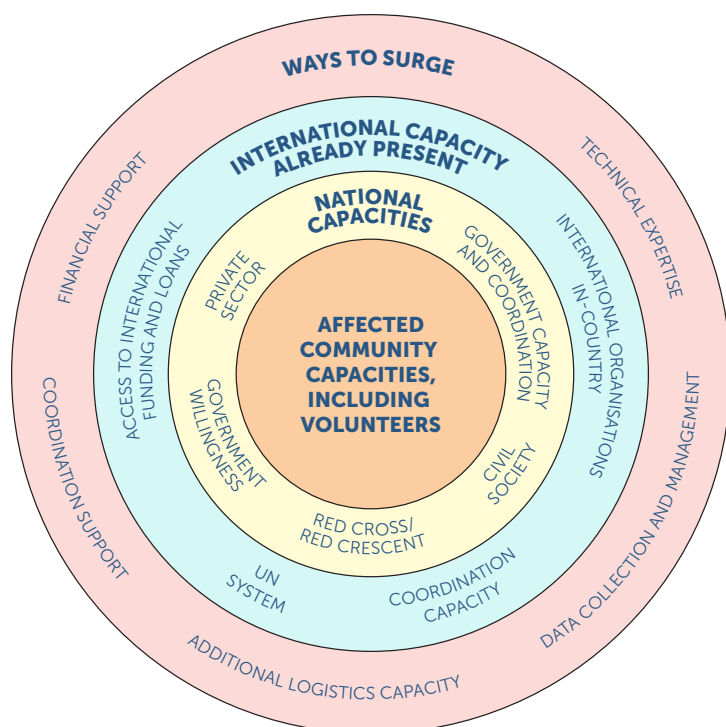 WAYS TO SURGE
TECHNICAL EXPERTISE
DATA COLLECTION AND MANAGEMENT
ADDITIONAL LOGISTICS CAPACITY
COORDINATION SUPPORT
FINANCIAL SUPPORT
INTERNATIONAL CAPACITY
ALREADY PRESENT
INTERNATIONAL ORGANISATIONS
IN-COUNTRY
COORDINATION
CAPACITY
UN
SYSTEM
ACCESS TO INTERNATIONAL
FUNDING AND LOANS
NATIONAL
CAPACITIES
GOVERNMENT CAPACITY
AND COORDINATION
CIVIL
SOCIETY
RED CROSS/
RED CRESCENT
GOVERNMENT
WILLINGNESS
PRIVATE
SECTOR
AFFECTED
COMMUNITY
CAPACITIES,
INCLUDING
VOLUNTEERS